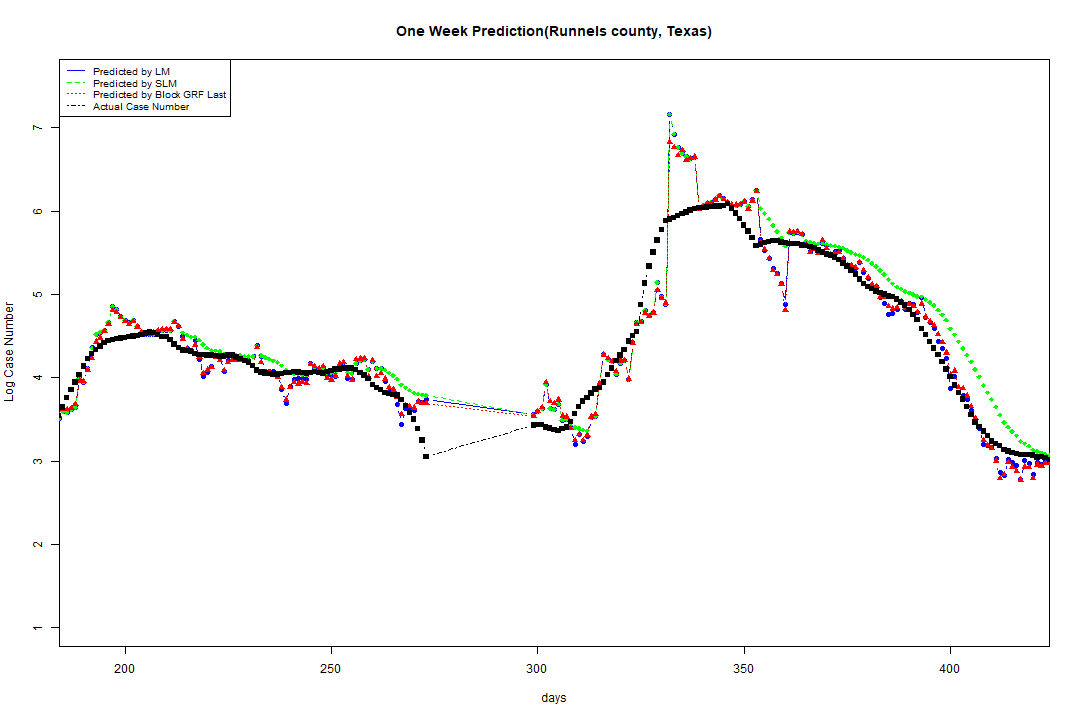 One Week Prediction(Runnels county, Texas)
Predicted by LM
Predicted by SLM
Predicted by Block GRF Last
Actual Case Number
7
6
5
4
3
2
1
Log Case Number
200 250 300 350 400
days